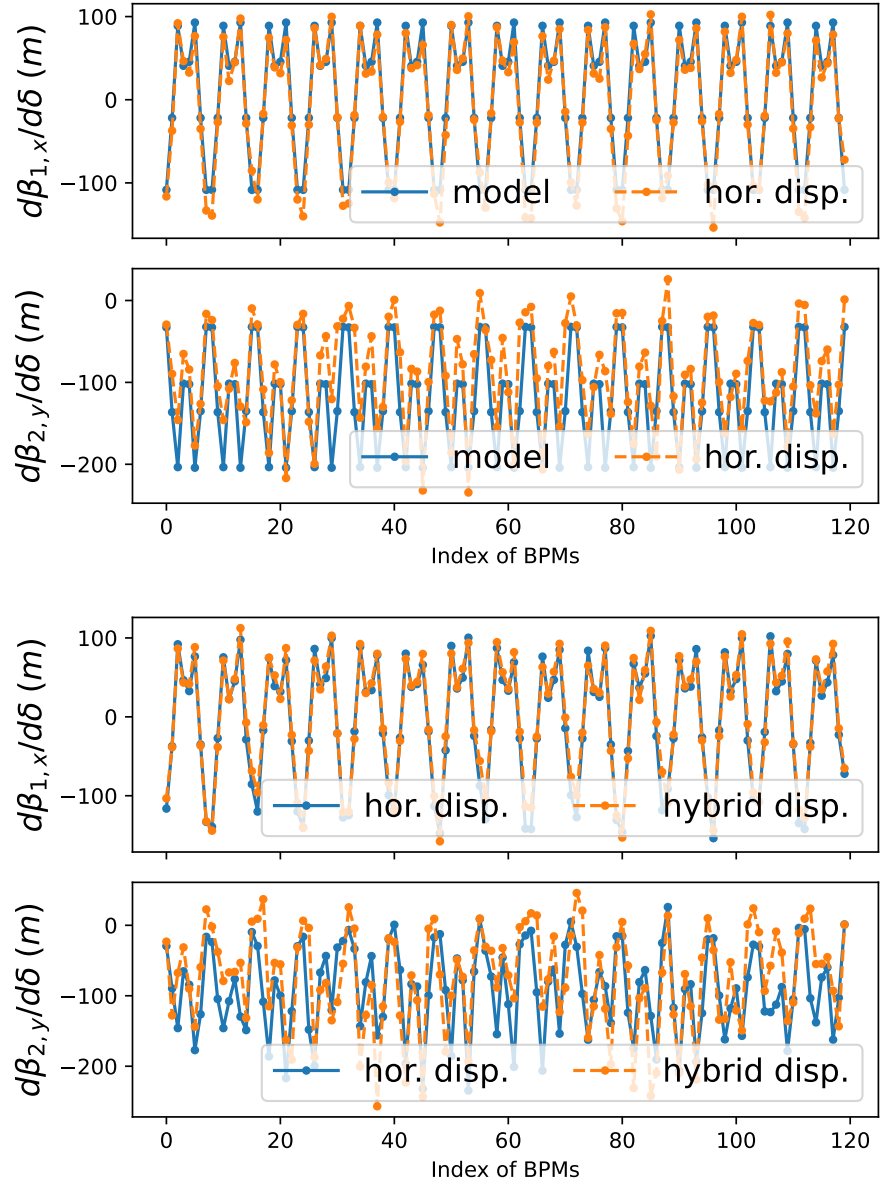 100
0
−100
dβ1,x/dδ (m)
model hor. disp.
0
−100
−200
dβ2,y/dδ (m)
model hor. disp.
0 20 40 60 80 100 120
Index of BPMs
100
0
−100
dβ1,x/dδ (m)
hor. disp. hybrid disp.
0
−100
−200
dβ2,y/dδ (m)
hor. disp. hybrid disp.
0 20 40 60 80 100 120
Index of BPMs